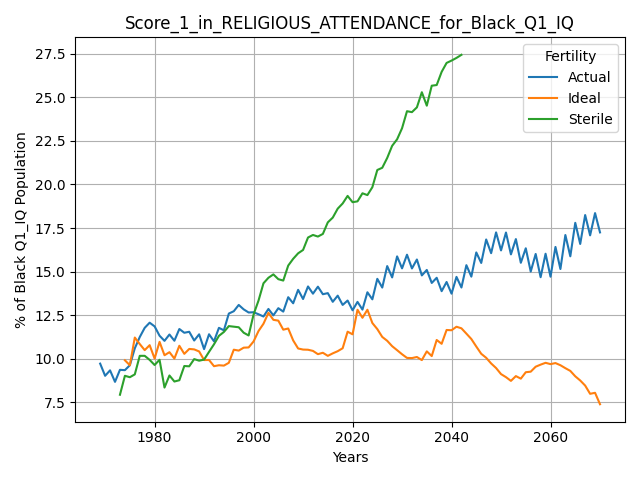 Score_1_in_RELIGIOUS_ATTENDANCE_for_Black_Q1_IQ
27.5
25.0
22.5
20.0
17.5
15.0
12.5
10.0
7.5
% of Black Q1_IQ Population
Fertility
Actual
Ideal
Sterile
1980
2000
2020
2040
2060
Years